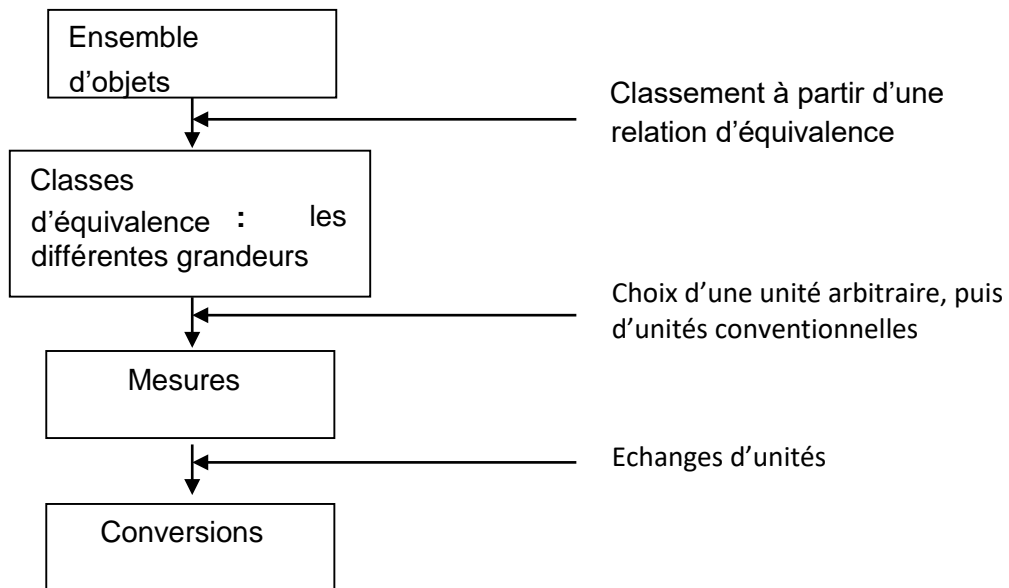 Ensemble
d’objets
Classement à partir d’une
relation d’équivalence
Classes
d’équivalence : les
différentes grandeurs
Choix d’une unité arbitraire, puis
d’unités conventionnelles
Mesures
Echanges d’unités
Conversions